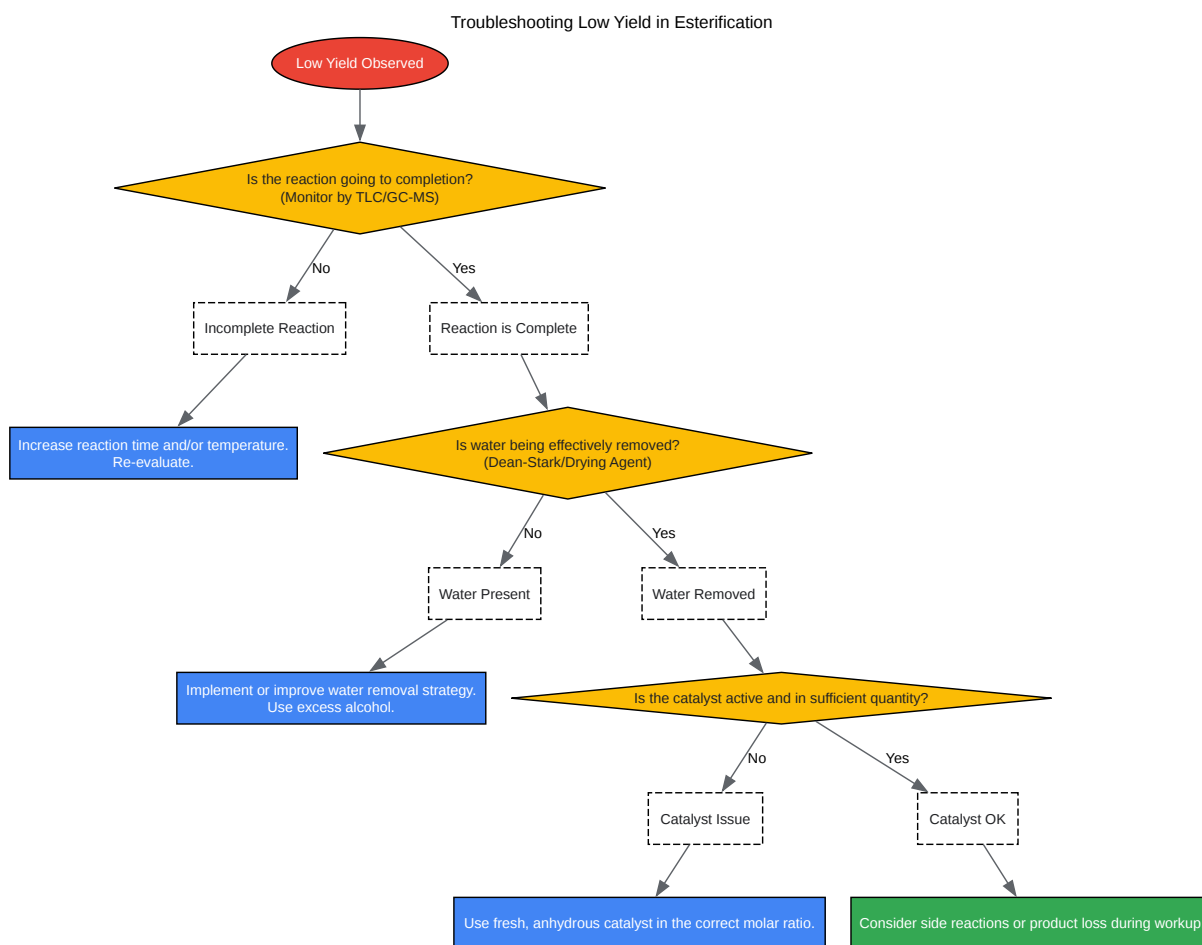 Troubleshooting Low Yield in Esterification
Low Yield Observed
Is the reaction going to completion?
(Monitor by TLC/GC-MS)
No
Yes
Incomplete Reaction
Reaction is Complete
Increase reaction time and/or temperature.
Re-evaluate.
Is water being effectively removed?
(Dean-Stark/Drying Agent)
No
Yes
Water Present
Water Removed
Implement or improve water removal strategy.
Use excess alcohol.
Is the catalyst active and in sufficient quantity?
No
Yes
Catalyst Issue
Catalyst OK
Use fresh, anhydrous catalyst in the correct molar ratio.
Consider side reactions or product loss during workup